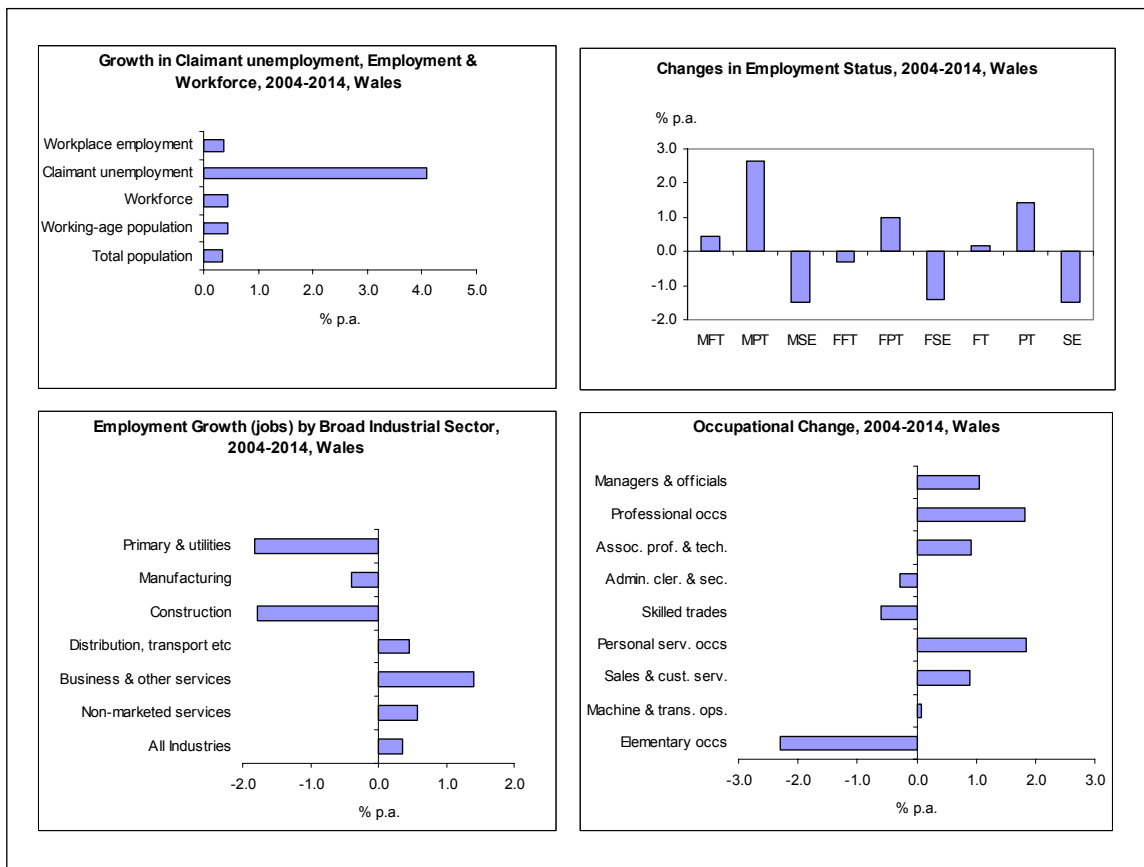 Growth in Claimant unemployment, Employment &
Workforce, 2004-2014, Wales
Workplace employment
Claimant unemployment
Workforce
Working-age population
Total population
0.0 1.0 2.0 3.0 4.0 5.0
% p.a.
Changes in Employment Status, 2004-2014, Wales
% p.a.
3.0
2.0
1.0
0.0
-1.0
-2.0
MFT MPT MSE FFT FPT FSE FT PT SE
Employment Growth (jobs) by Broad Industrial Sector,
2004-2014, Wales
Primary & utilities
Manufacturing
Construction
Distribution, transport etc
Business & other services
Non-marketed services
All Industries
-2.0 -1.0 0.0 1.0 2.0
% p.a.
Occupational Change, 2004-2014, Wales
Managers & officials
Professional occs
Assoc. prof. & tech.
Admin. cler. & sec.
Skilled trades
Personal serv. occs
Sales & cust. serv.
Machine & trans. ops.
Elementary occs
-3.0 -2.0 -1.0 0.0 1.0 2.0 3.0
% p.a.